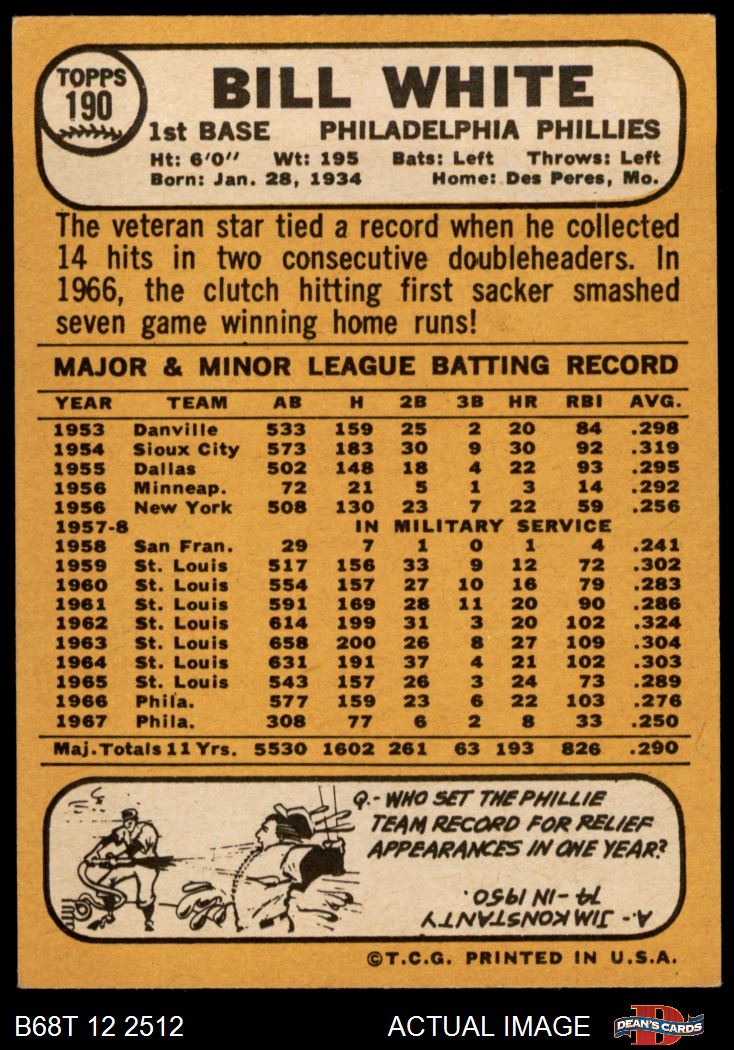 TOPPS
190
BILL WHITE
1st BASE PHILADELPHIA PHILLIES
Ht: 6'0" Wt: 195 Bats: Left Throws: Left
Born: Jan. 28, 1934 Home: Des Peres, Mo.
The veteran star tied a record when he collected
14 hits in two consecutive doubleheaders. In
1966, the clutch hitting first sacker smashed
seven game winning home runs!
MAJOR & MINOR LEAGUE BATTING RECORD
YEAR TEAM AB H 2B 3B HR RBI AVG.
1953 Danville 533 159 25 2 20 84 .298
1954 Sioux City 573 183 30 9 30 92 .319
1955 Dallas 502 148 18 4 22 93 .295
1956 Minneap. 72 21 5 1 3 14 .292
1956 New York 508 130 23 7 22 59 .256
1957-8 IN MILITARY SERVICE
1958 San Fran. 29 7 1 0 1 4 .241
1959 St. Louis 517 156 33 9 12 72 .302
1960 St. Louis 554 157 27 10 16 79 .283
1961 St. Louis 591 169 28 11 20 90 .286
1962 St. Louis 614 199 31 3 20 102 .324
1963 St. Louis 658 200 26 8 27 109 .304
1964 St. Louis 631 191 37 4 21 102 .303
1965 St. Louis 543 157 26 3 24 73 .289
1966 Phila. 577 159 23 6 22 103 .276
1967 Phila. 308 77 6 2 8 33 .250
Maj. Totals 11 Yrs. 5530 1602 261 63 193 826 .290
Q.- WHO SET THE PHILLIE
TEAM RECORD FOR RELIEF
APPEARANCES IN ONE YEAR?
A.- JIM KONSTANTY
74 - IN 1950.
©T.C.G. PRINTED IN U.S.A.
B68T 12 2512 ACTUAL IMAGE DEAN'S CARDS